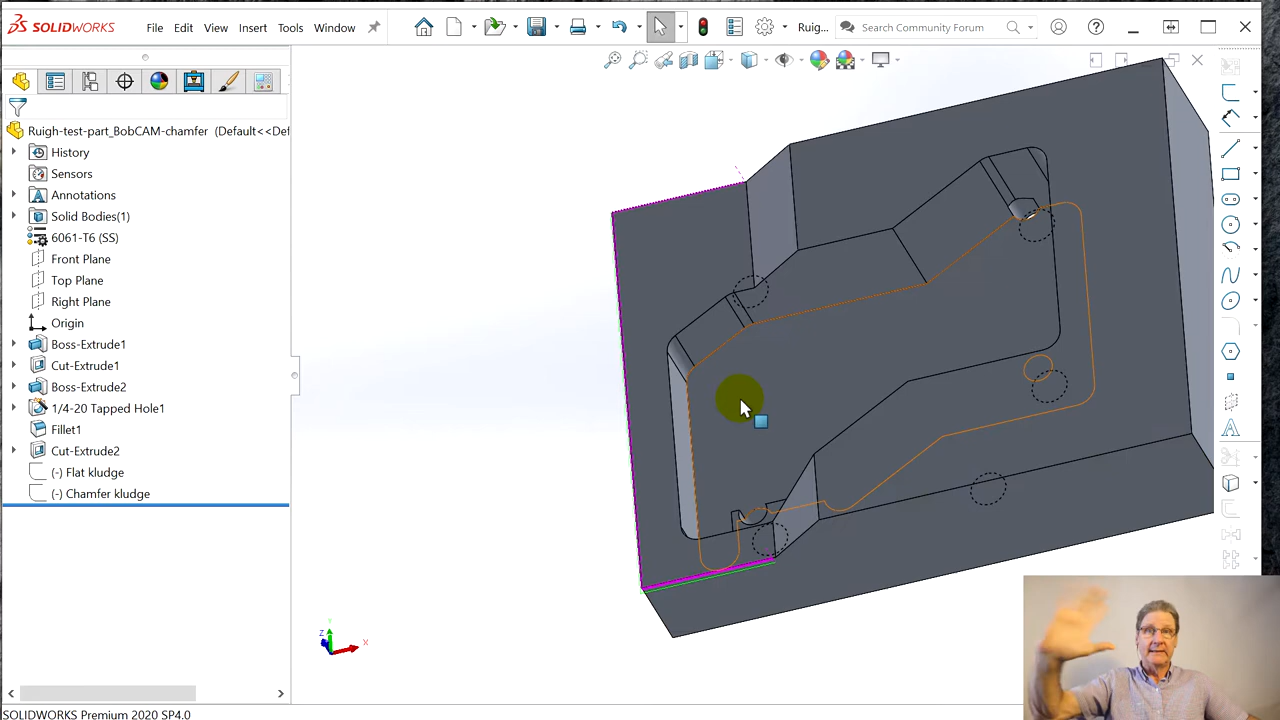 SOLIDWORKS
File
Edit
View
Insert
Tools
Window
Ruig...
Search Community Forum
Ruigh-test-part_BobCAM-chamfer (Default<<Def
History
Sensors
Annotations
Solid Bodies(1)
6061-T6 (SS)
Front Plane
Top Plane
Right Plane
Origin
Boss-Extrude1
Cut-Extrude1
Boss-Extrude2
1/4-20 Tapped Hole1
Fillet1
Cut-Extrude2
(-) Flat kludge
(-) Chamfer kludge
Y
Z
X
SOLIDWORKS Premium 2020 SP4.0